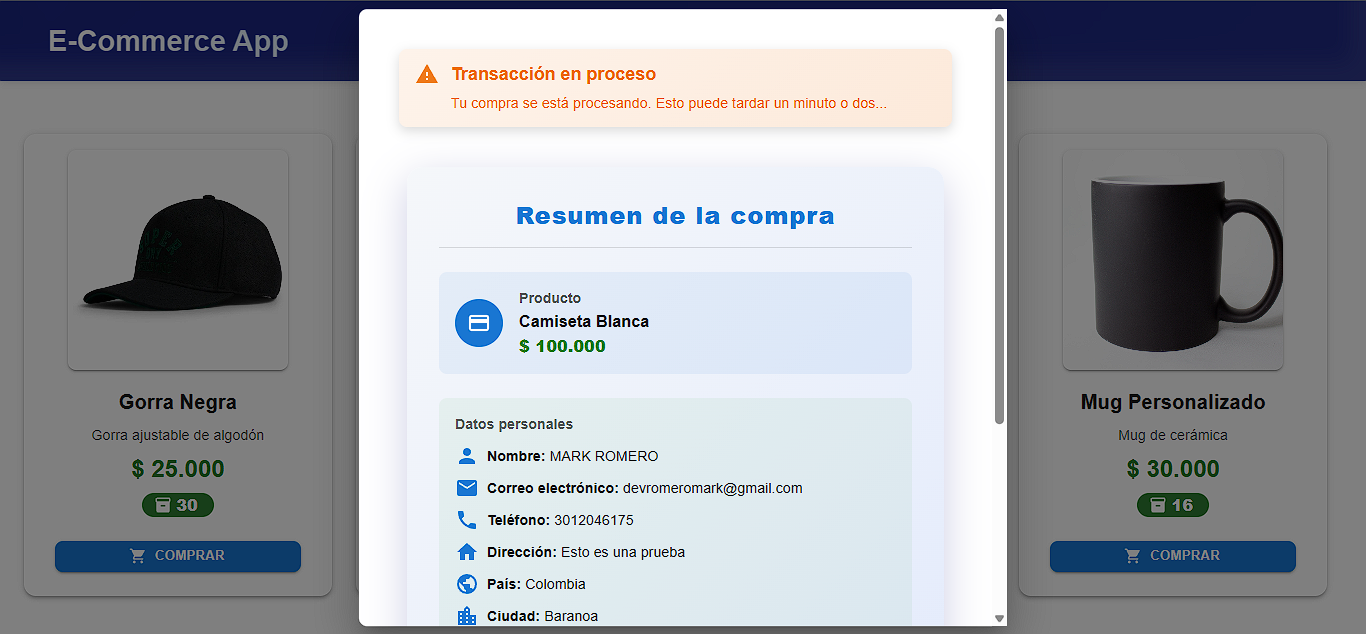 E-Commerce App
Transacción en proceso
Tu compra se está procesando. Esto puede tardar un minuto o dos...
Resumen de la compra
Producto
Camiseta Blanca
$ 100.000
Datos personales
Nombre: MARK ROMERO
Correo electrónico: devromeromark@gmail.com
Teléfono: 3012046175
Dirección: Esto es una prueba
País: Colombia
Ciudad: Baranoa
Gorra Negra
Gorra ajustable de algodón
$ 25.000
30
COMPRAR
Mug Personalizado
Mug de cerámica
$ 30.000
16
COMPRAR